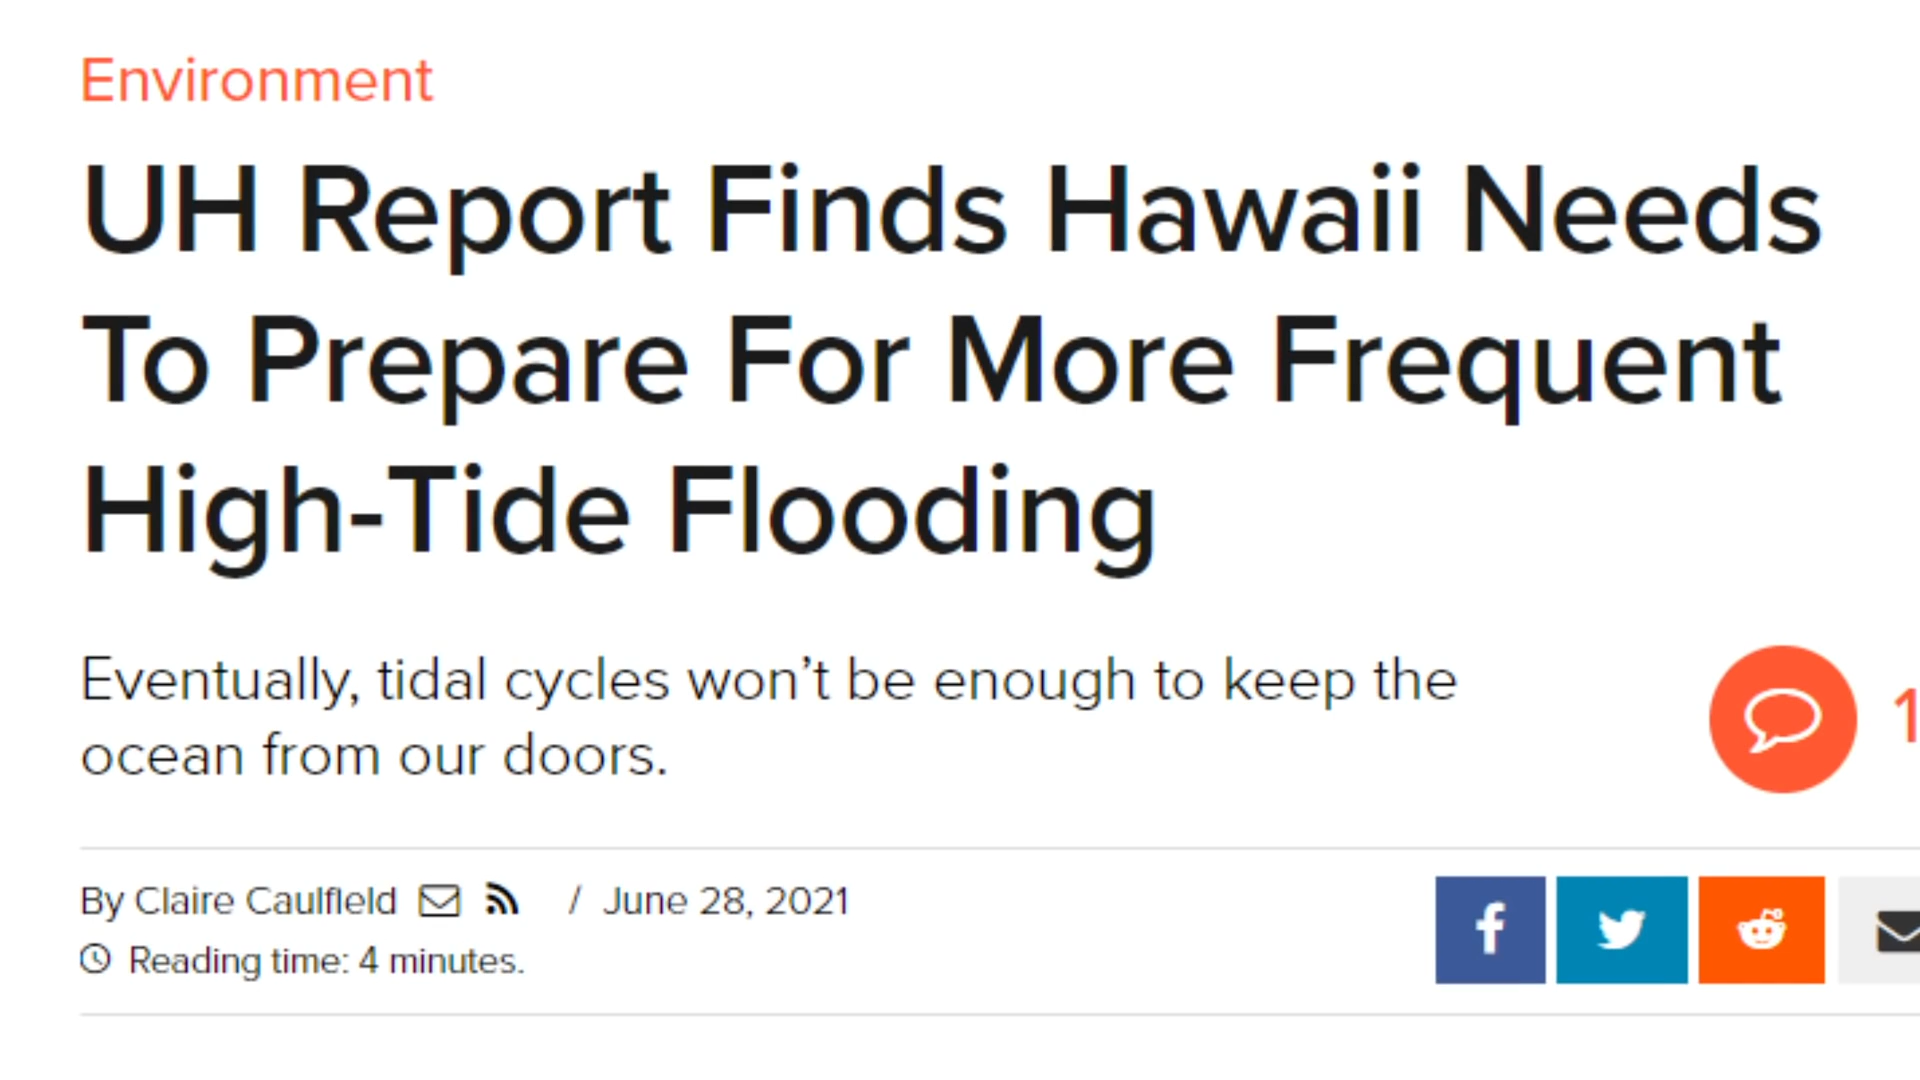 Environment
UH Report Finds Hawaii Needs
To Prepare For More Frequent
High-Tide Flooding
Eventually, tidal cycles won’t be enough to keep the
ocean from our doors.
1
By Claire Caulfield / June 28, 2021
Reading time: 4 minutes.